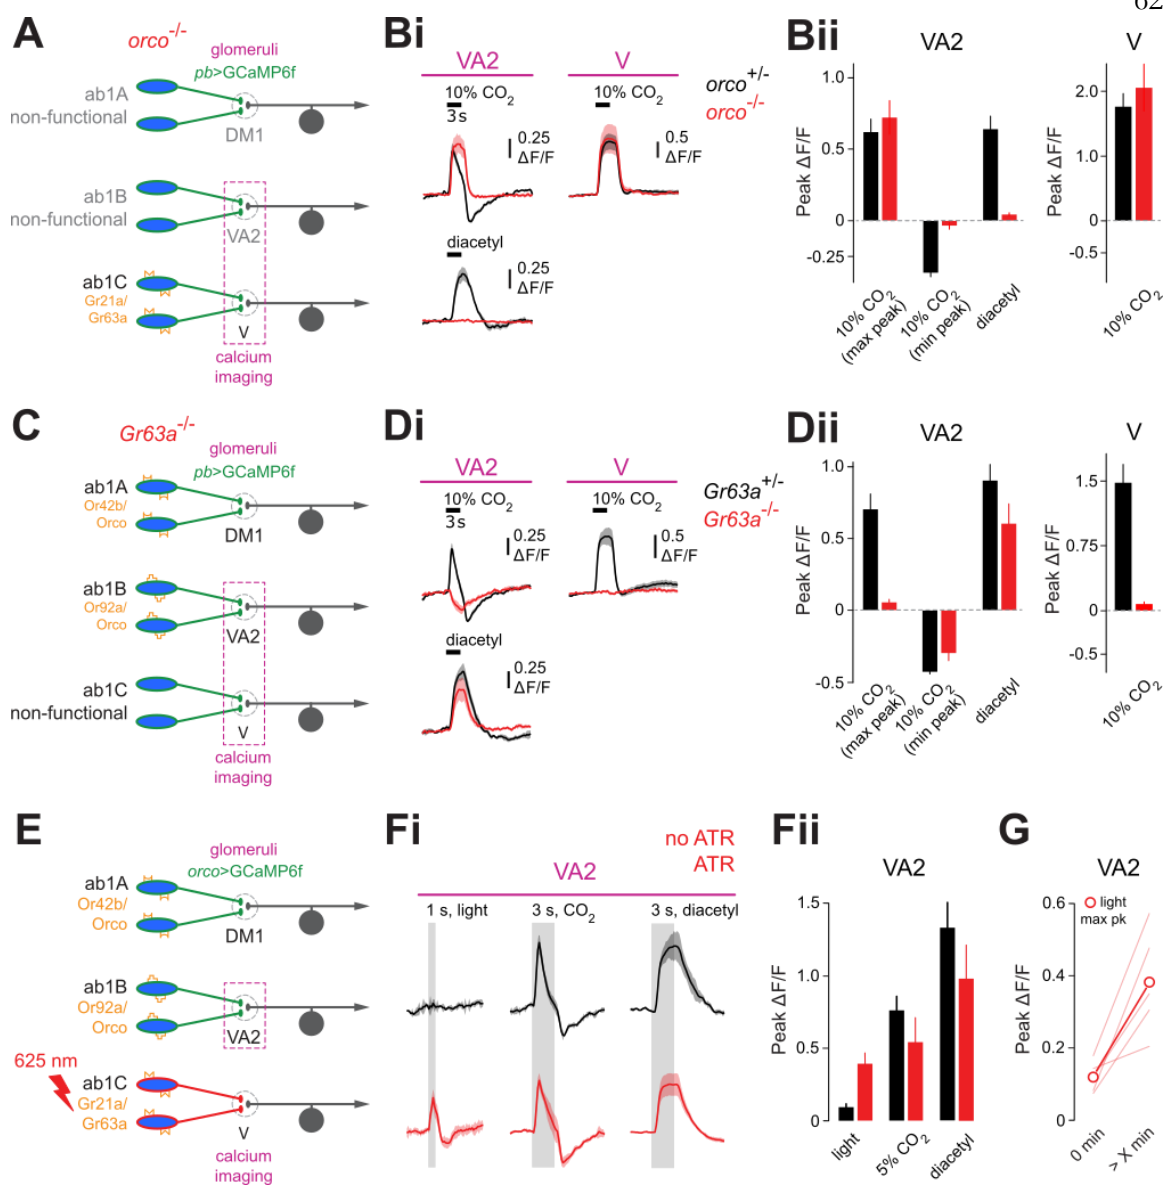 62
A
orco-/-
glomeruli
pb>GCaMP6f
ab1A
non-functional
DM1
ab1B
non-functional
VA2
ab1C
Gr21a/
Gr63a
V
calcium
imaging
Bi
VA2
V
orco+/-
orco-/-
10% CO2
3s
0.25
ΔF/F
10% CO2
0.5
ΔF/F
diacetyl
0.25
ΔF/F
Bii
VA2
V
Peak ΔF/F
1.0
0.5
0
-0.25
10% CO2
(max peak)
10% CO2
(min peak)
diacetyl
Peak ΔF/F
2.0
1.0
0
-0.5
10% CO2
C
Gr63a-/-
glomeruli
pb>GCaMP6f
ab1A
Or42b/
Orco
DM1
ab1B
Or92a/
Orco
VA2
ab1C
non-functional
V
calcium
imaging
Di
VA2
V
Gr63a+/-
Gr63a-/-
10% CO2
3s
0.25
ΔF/F
10% CO2
0.5
ΔF/F
diacetyl
0.25
ΔF/F
Dii
VA2
V
Peak ΔF/F
1.0
0.5
0
-0.5
10% CO2
(max peak)
10% CO2
(min peak)
diacetyl
Peak ΔF/F
1.5
0.75
0
-0.5
10% CO2
E
glomeruli
orco>GCaMP6f
ab1A
Or42b/
Orco
DM1
ab1B
Or92a/
Orco
VA2
625 nm
ab1C
Gr21a/
Gr63a
V
calcium
imaging
Fi
no ATR
ATR
VA2
1 s, light
3 s, CO2
3 s, diacetyl
Fii
VA2
Peak ΔF/F
1.5
1.0
0.5
0
light
5% CO2
diacetyl
G
VA2
light
max pk
Peak ΔF/F
0.6
0.4
0.2
0
0 min
> X min